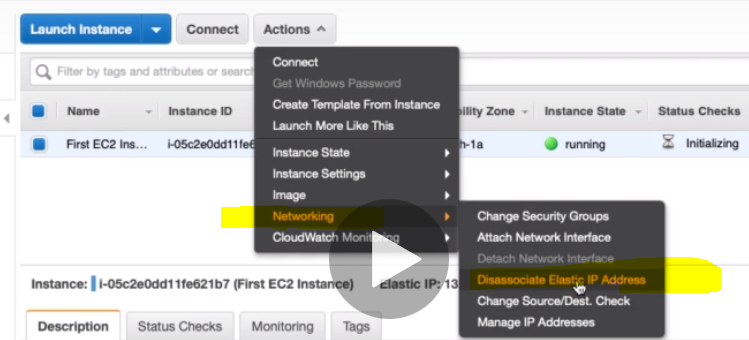 Launch Instance Connect Actions
Filter by tags and attributes or search
Name Instance ID bility Zone Instance State Status Checks
First EC2 Ins... i-05c2e0dd11fe6 h-1a running Initializing
Connect
Get Windows Password
Create Template From Instance
Launch More Like This
Instance State
Instance Settings
Image
Networking
CloudWatch Monitoring
Change Security Groups
Attach Network Interface
Detach Network Interface
Disassociate Elastic IP Address
Change Source/Dest. Check
Manage IP Addresses
Instance: i-05c2e0dd11fe621b7 (First EC2 Instance) Elastic IP: 13
Description Status Checks Monitoring Tags